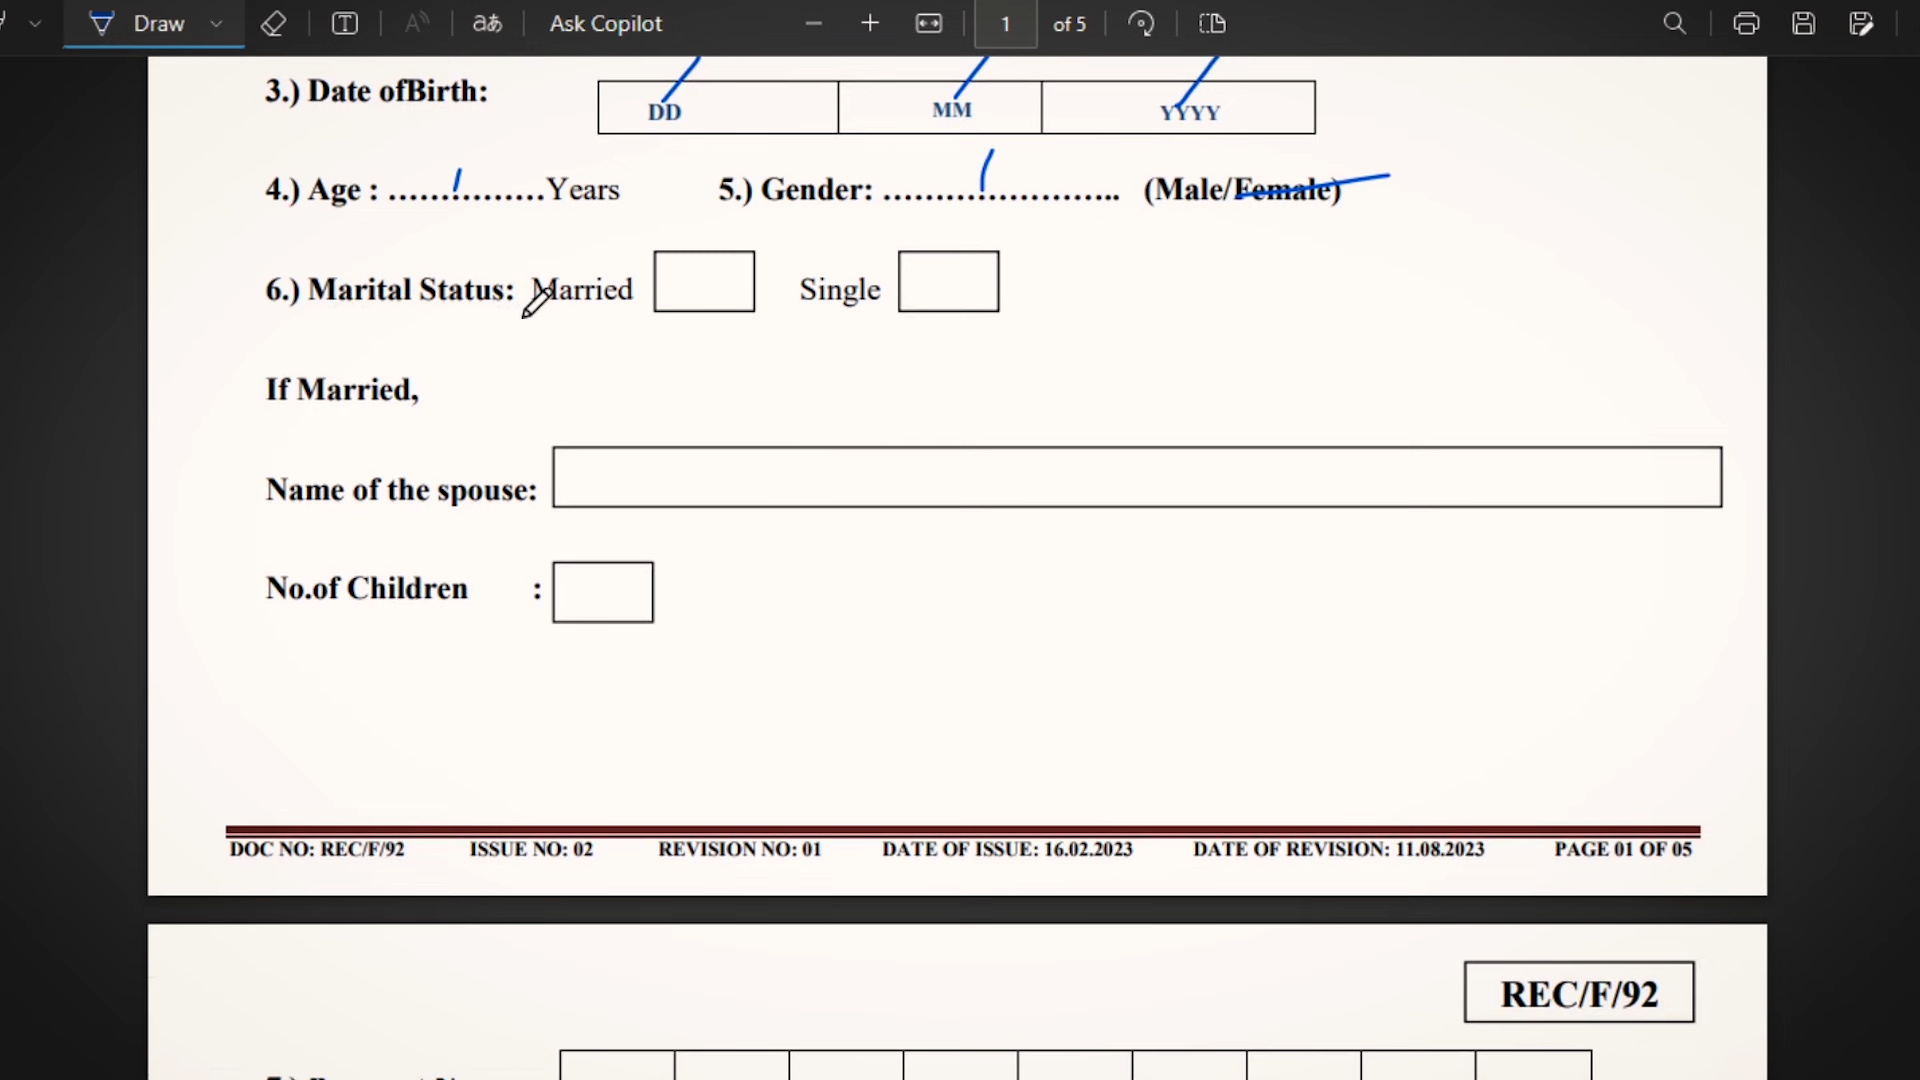 Draw
aあ
Ask Copilot
1 of 5
3.) Date ofBirth:
DD MM YYYY
4.) Age : ...............Years 5.) Gender: ....................... (Male/Female)
6.) Marital Status: Married Single
If Married,
Name of the spouse:
No.of Children :
DOC NO: REC/F/92 ISSUE NO: 02 REVISION NO: 01 DATE OF ISSUE: 16.02.2023 DATE OF REVISION: 11.08.2023 PAGE 01 OF 05
REC/F/92